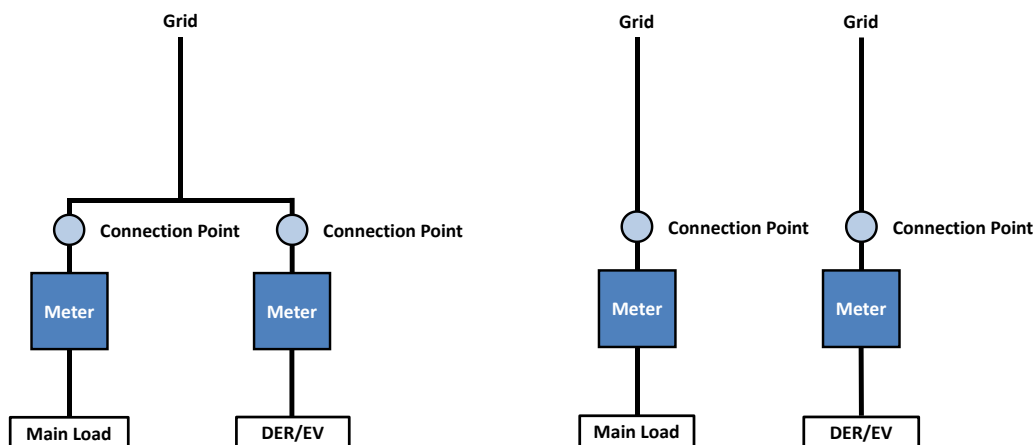 Grid
Grid
Grid
Connection Point
Connection Point
Connection Point
Connection Point
Meter
Meter
Meter
Meter
Main Load
DER/EV
Main Load
DER/EV